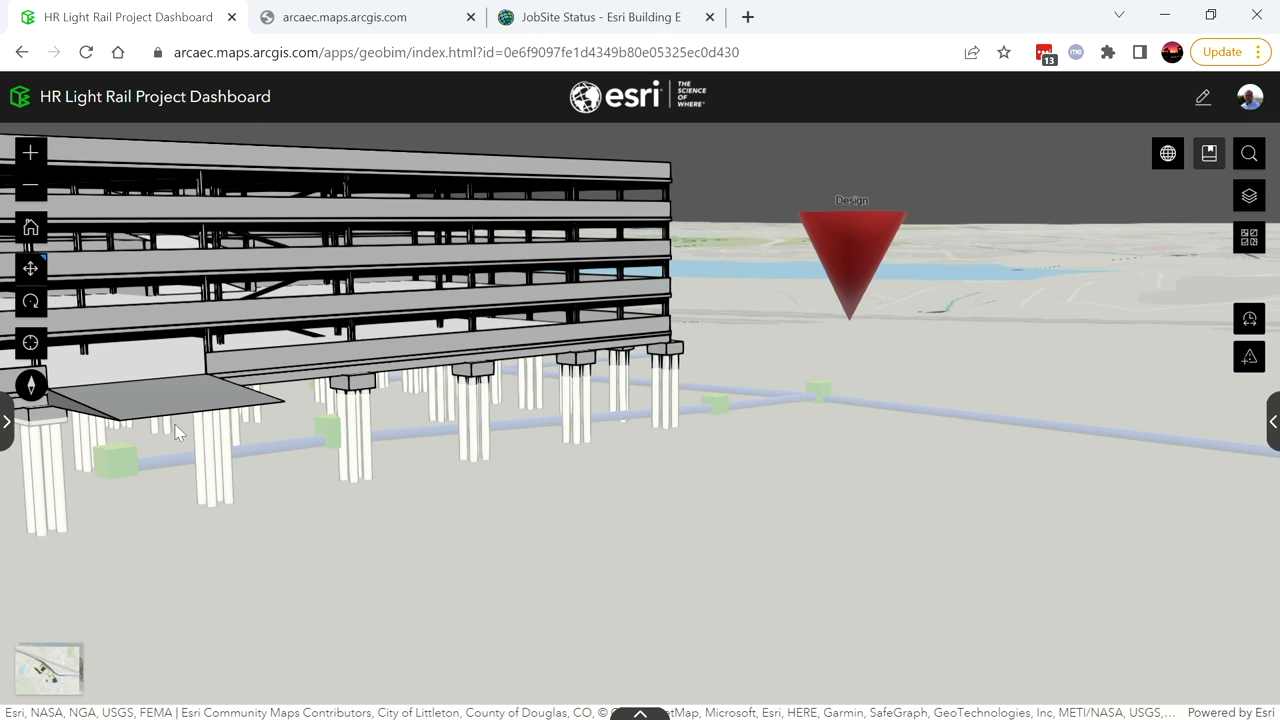 HR Light Rail Project Dashboard
arcaec.maps.arcgis.com
JobSite Status - Esri Building E
arcaec.maps.arcgis.com/apps/geobim/index.html?id=0e6f9097fe1d4349b80e05325ec0d430
13
me
Update
HR Light Rail Project Dashboard
esri
THE
SCIENCE
OF
WHERE
Design
Esri, NASA, NGA, USGS, FEMA | Esri Community Maps Contributors, City of Littleton, County of Douglas, CO, © etMap, Microsoft, Esri, HERE, Garmin, SafeGraph, GeoTechnologies, Inc, METI/NASA, USGS,...
Powered by Esri